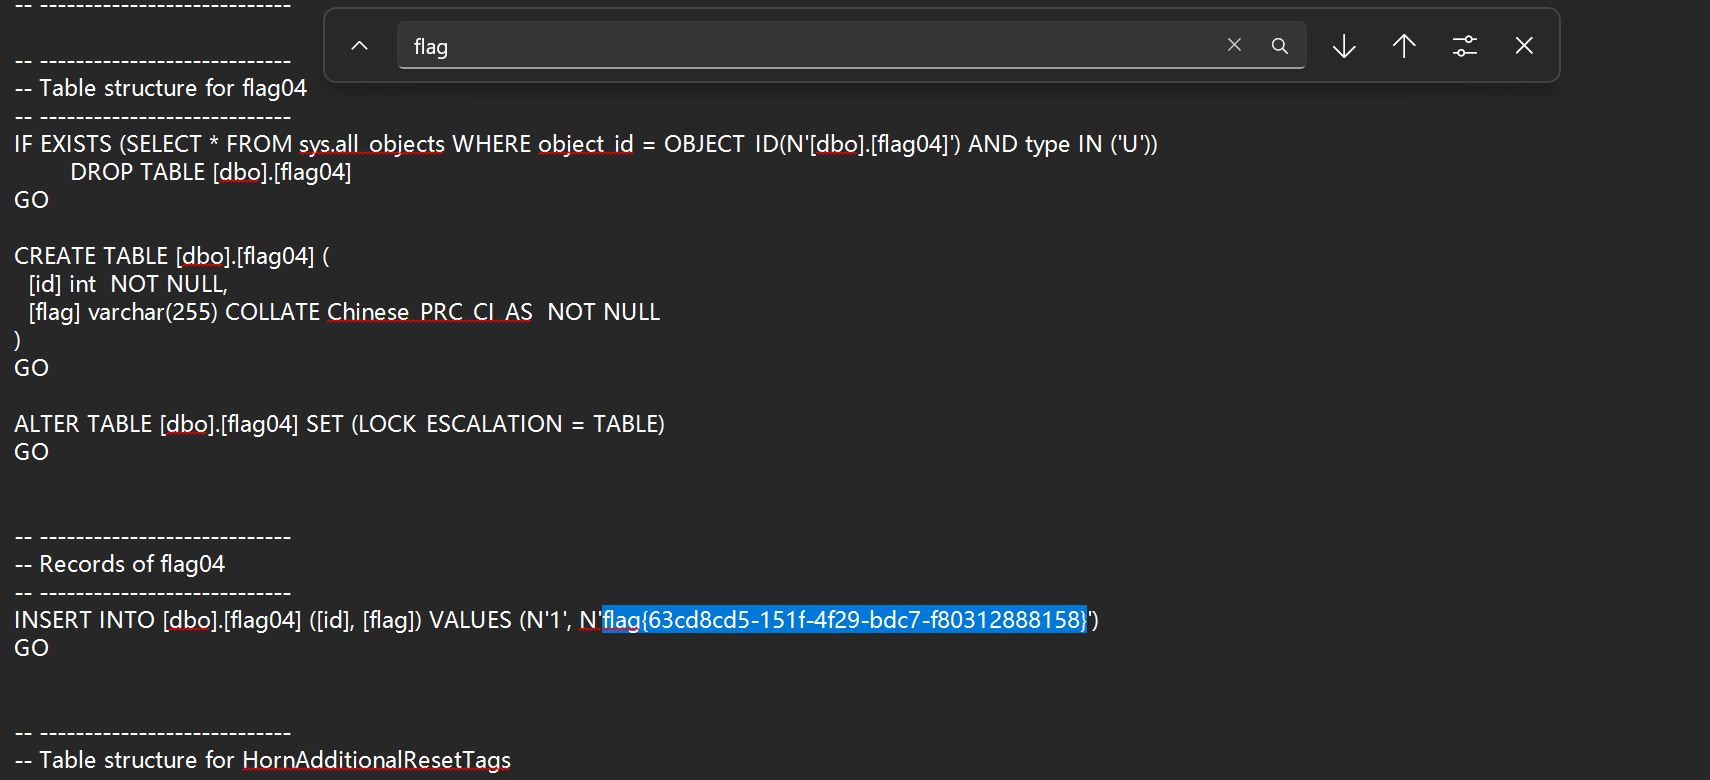 -- ----------------------------
flag
-- ----------------------------
-- Table structure for flag04
-- ----------------------------
IF EXISTS (SELECT * FROM sys.all_objects WHERE object_id = OBJECT_ID(N'[dbo].[flag04]') AND type IN ('U'))
	DROP TABLE [dbo].[flag04]
GO

CREATE TABLE [dbo].[flag04] (
  [id] int  NOT NULL,
  [flag] varchar(255) COLLATE Chinese_PRC_CI_AS  NOT NULL
)
GO

ALTER TABLE [dbo].[flag04] SET (LOCK_ESCALATION = TABLE)
GO


-- ----------------------------
-- Records of flag04
-- ----------------------------
INSERT INTO [dbo].[flag04] ([id], [flag]) VALUES (N'1', N'flag{63cd8cd5-151f-4f29-bdc7-f80312888158}')
GO


-- ----------------------------
-- Table structure for HornAdditionalResetTags